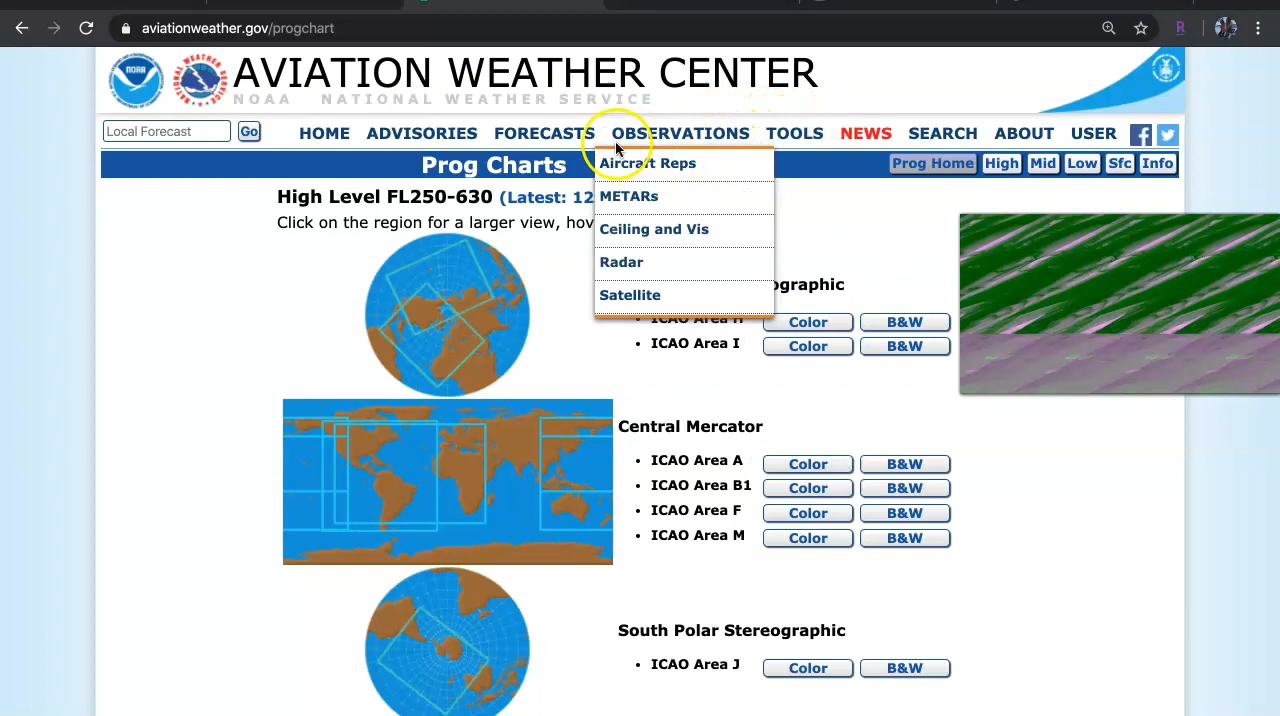 aviationweather.gov/progchart
R
AVIATION WEATHER CENTER
NOAA NATIONAL WEATHER SERVICE
Local Forecast
Go
HOME ADVISORIES FORECASTS OBSERVATIONS TOOLS NEWS SEARCH ABOUT USER
Prog Charts
Prog Home High Mid Low Sfc Info
Aircraft Reps
METARs
Ceiling and Vis
Radar
Satellite
High Level FL250-630 (Latest: 12
Click on the region for a larger view, hov
ographic
ICAO Area H Color B&W
ICAO Area I Color B&W
Central Mercator
ICAO Area A Color B&W
ICAO Area B1 Color B&W
ICAO Area F Color B&W
ICAO Area M Color B&W
South Polar Stereographic
ICAO Area J Color B&W